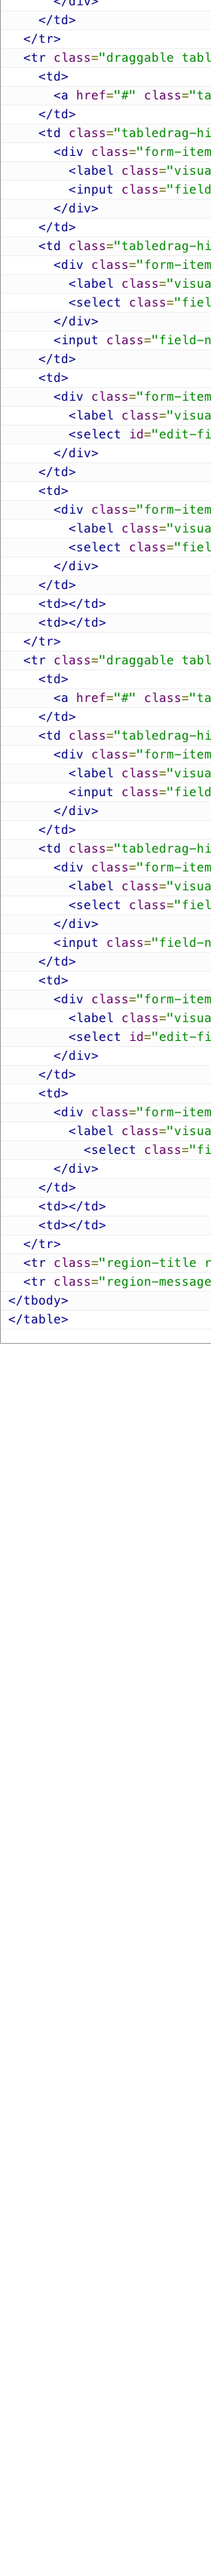 </div>
</td>
</tr>
<tr class="draggable tabl
<td>
<a href="#" class="ta
</td>
<td class="tabledrag-hi
<div class="form-item
<label class="visua
<input class="field
</div>
</td>
<td class="tabledrag-hi
<div class="form-item
<label class="visua
<select class="fiel
</div>
<input class="field-n
</td>
<td>
<div class="form-item
<label class="visua
<select id="edit-fi
</div>
</td>
<td>
<div class="form-item
<label class="visua
<select class="fiel
</div>
</td>
<td></td>
<td></td>
</tr>
<tr class="draggable tabl
<td>
<a href="#" class="ta
</td>
<td class="tabledrag-hi
<div class="form-item
<label class="visua
<input class="field
</div>
</td>
<td class="tabledrag-hi
<div class="form-item
<label class="visua
<select class="fiel
</div>
<input class="field-n
</td>
<td>
<div class="form-item
<label class="visua
<select id="edit-fi
</div>
</td>
<td>
<div class="form-item
<label class="visua
<select class="fi
</div>
</td>
<td></td>
<td></td>
</tr>
<tr class="region-title r
<tr class="region-message
</tbody>
</table>